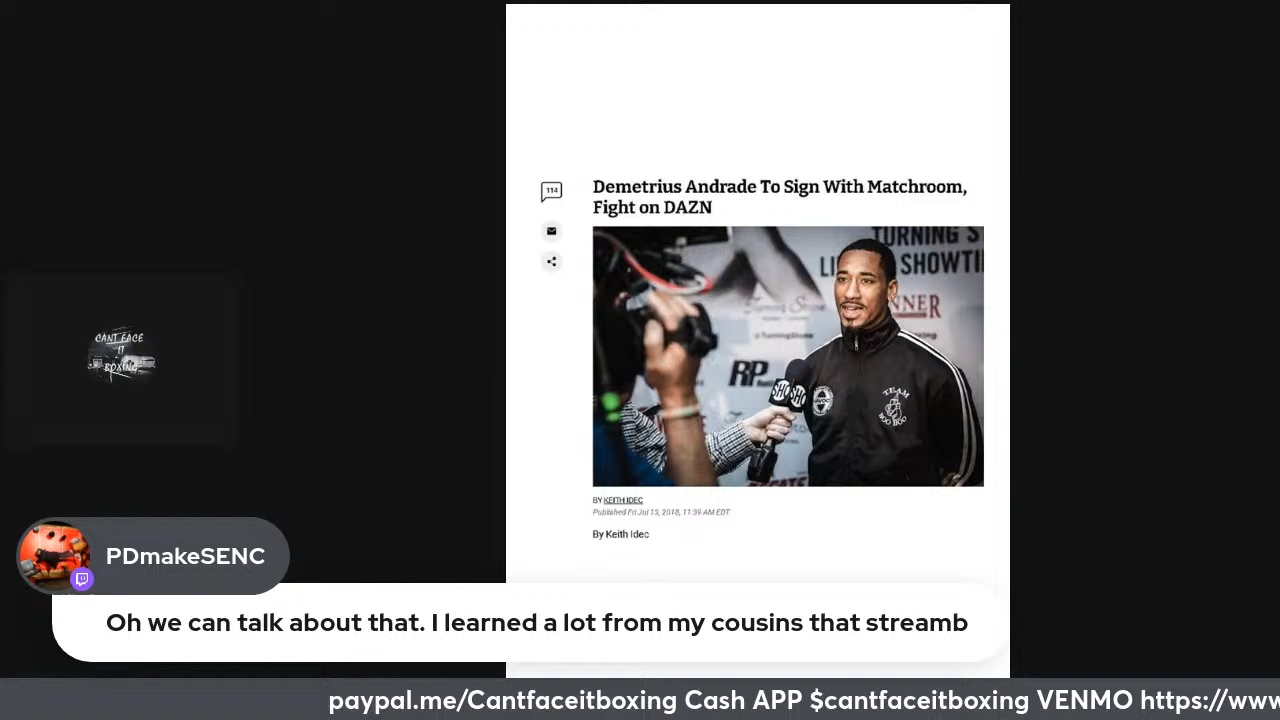 114
Demetrius Andrade To Sign With Matchroom,
Fight on DAZN
TURNING S
SHOWTI
NNER
RP
SHO
SHO
TEAM
BOO BOO
BY KEITH IDEC
Published Fri Jul 13, 2018, 11:39 AM EDT
By Keith Idec
CANT FACE
IT
BOXING
PDmakeSENC
Oh we can talk about that. I learned a lot from my cousins that streamb
paypal.me/Cantfaceitboxing Cash APP $cantfaceitboxing VENMO https://www